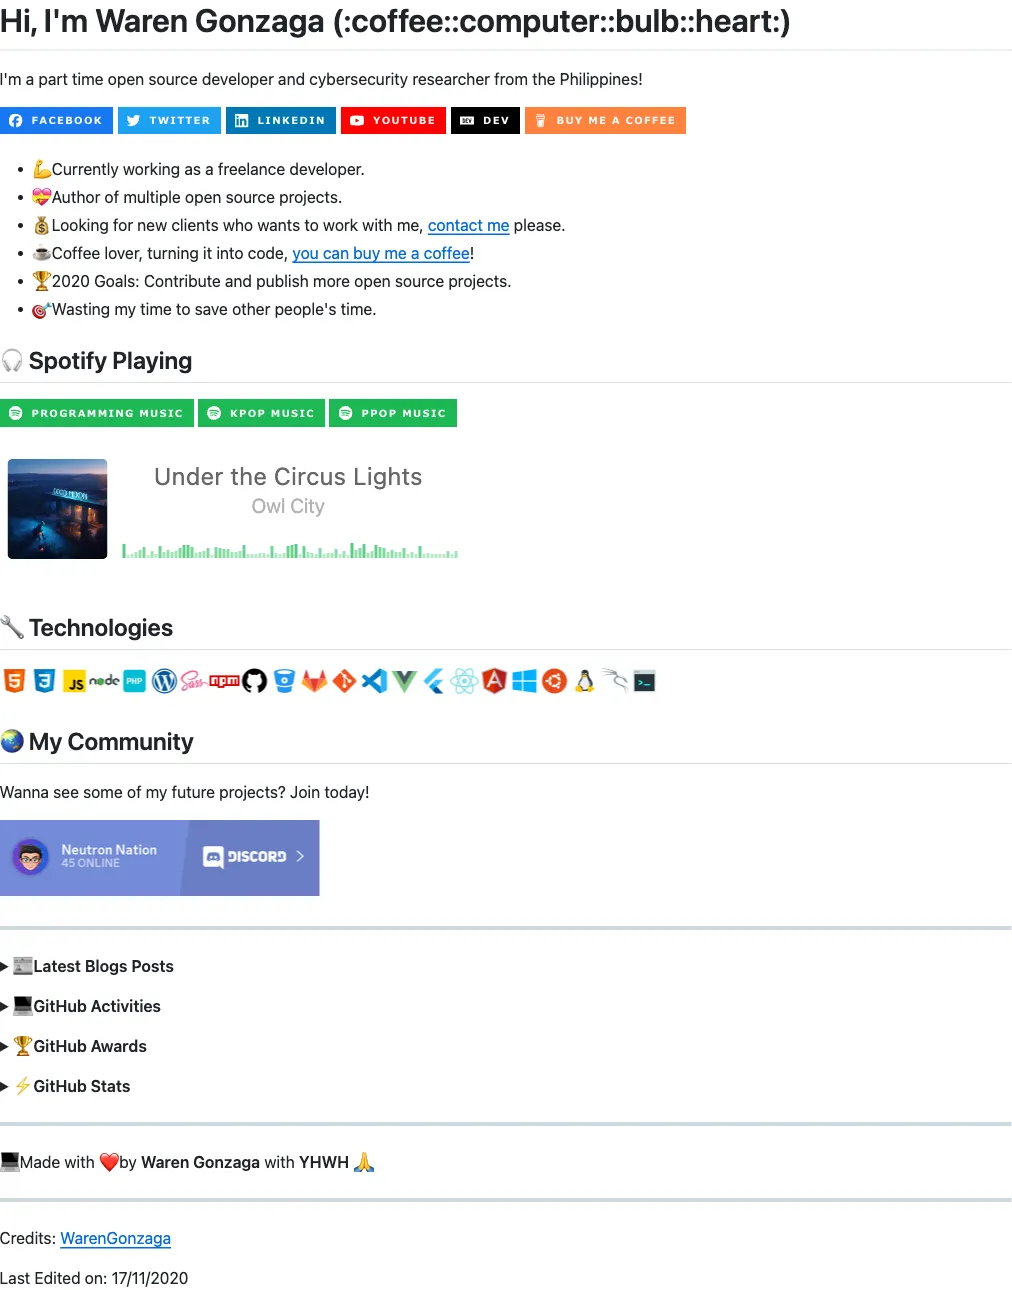 Hi, I'm Waren Gonzaga (:coffee::computer::bulb::heart:)
I'm a part time open source developer and cybersecurity researcher from the Philippines!
FACEBOOK TWITTER LINKEDIN YOUTUBE DEV DEV BUY ME A COFFEE
Currently working as a freelance developer.
Author of multiple open source projects.
Looking for new clients who wants to work with me, contact me please.
Coffee lover, turning it into code, you can buy me a coffee!
2020 Goals: Contribute and publish more open source projects.
Wasting my time to save other people's time.
Spotify Playing
PROGRAMMING MUSIC KPOP MUSIC PPOP MUSIC
Under the Circus Lights
Owl City
Technologies
JS node PHP Sass npm
My Community
Wanna see some of my future projects? Join today!
Neutron Nation
45 ONLINE
DISCORD
Latest Blogs Posts
GitHub Activities
GitHub Awards
GitHub Stats
Made with ❤️by Waren Gonzaga with YHWH 🙏
Credits: WarenGonzaga
Last Edited on: 17/11/2020